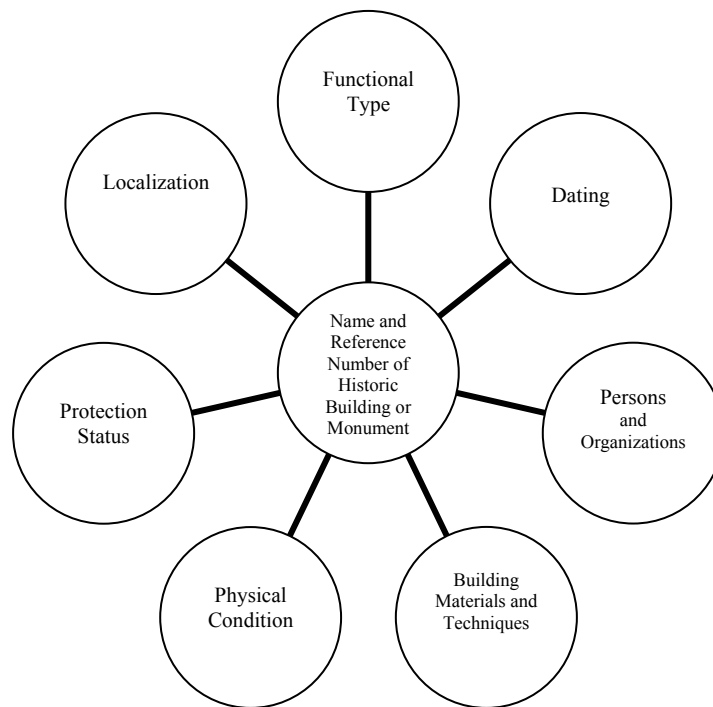 Functional
Type
Localization
Dating
Name and
Reference
Number of
Historic
Building or
Monument
Protection
Status
Persons
and
Organizations
Physical
Condition
Building
Materials and
Techniques